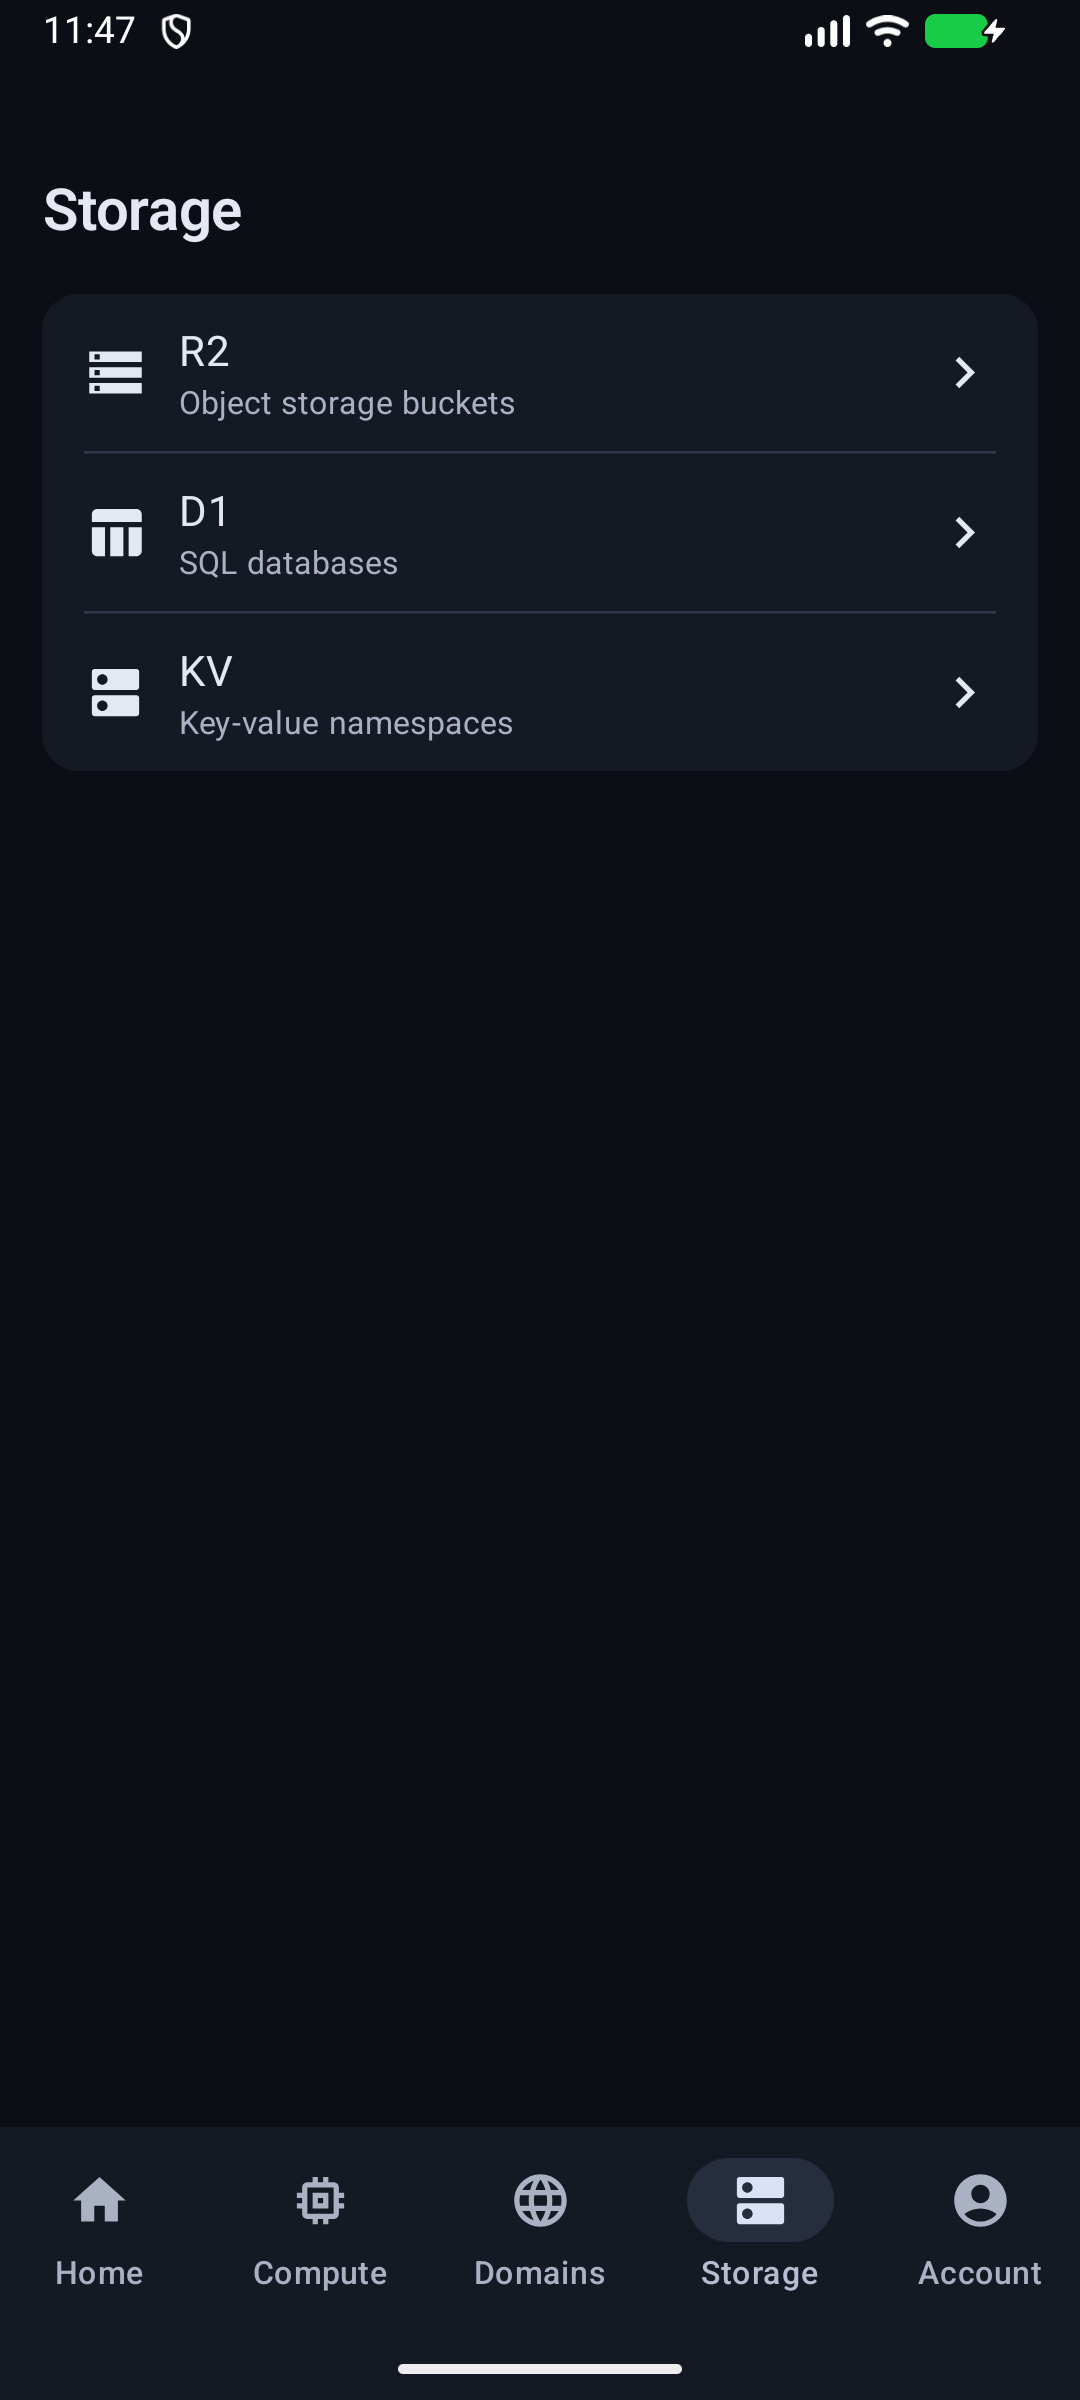 11:47
Storage
R2
Object storage buckets
D1
SQL databases
KV
Key-value namespaces
Home
Compute
Domains
Storage
Account